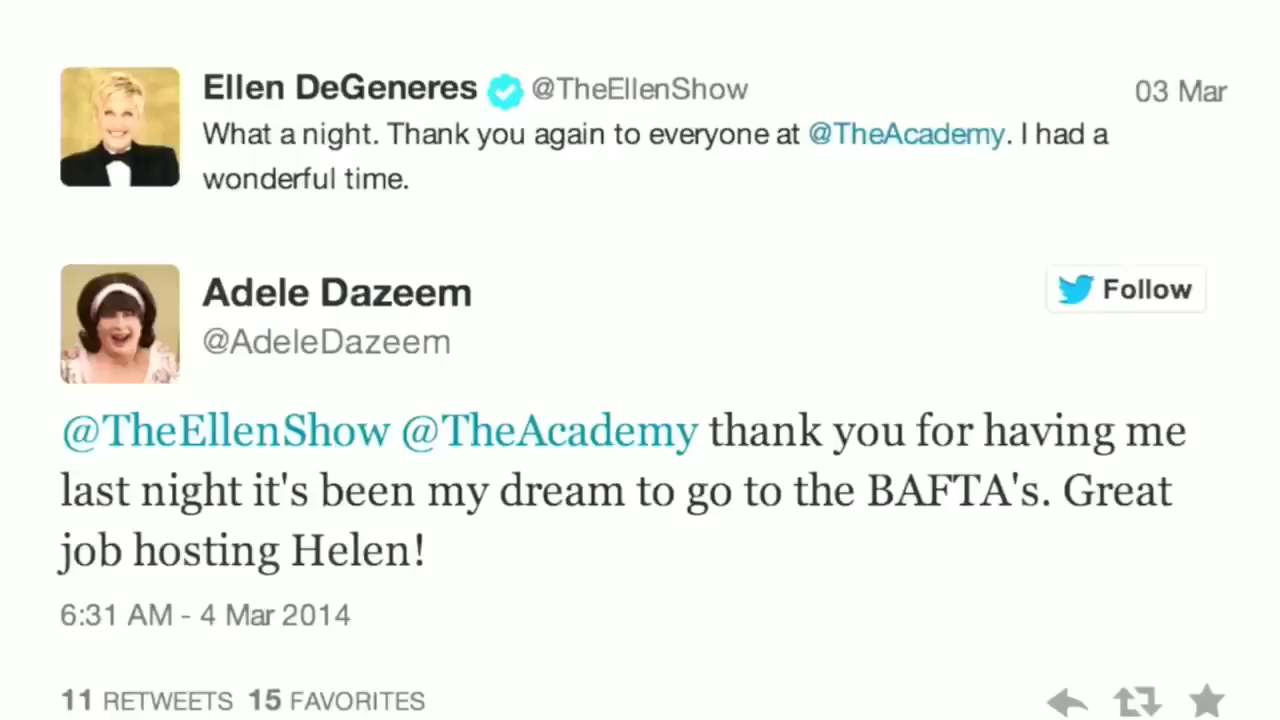 Ellen DeGeneres @TheEllenShow 03 Mar
What a night. Thank you again to everyone at @TheAcademy. I had a
wonderful time.
Adele Dazeem
@AdeleDazeem
Follow
@TheEllenShow @TheAcademy thank you for having me
last night it's been my dream to go to the BAFTA's. Great
job hosting Helen!
6:31 AM - 4 Mar 2014
11 RETWEETS 15 FAVORITES